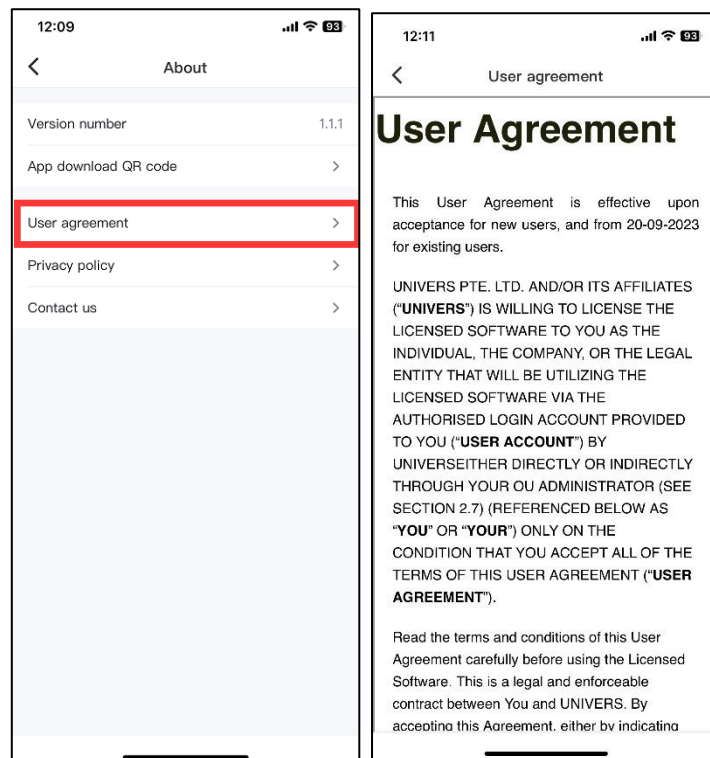 12:09
93
About
Version number 1.1.1
App download QR code
User agreement
Privacy policy
Contact us
12:11
93
User agreement
User Agreement
This User Agreement is effective upon
acceptance for new users, and from 20-09-2023
for existing users.
UNIVERS PTE. LTD. AND/OR ITS AFFILIATES
(“UNIVERS”) IS WILLING TO LICENSE THE
LICENSED SOFTWARE TO YOU AS THE
INDIVIDUAL, THE COMPANY, OR THE LEGAL
ENTITY THAT WILL BE UTILIZING THE
LICENSED SOFTWARE VIA THE
AUTHORISED LOGIN ACCOUNT PROVIDED
TO YOU (“USER ACCOUNT”) BY
UNIVERSEITHER DIRECTLY OR INDIRECTLY
THROUGH YOUR OU ADMINISTRATOR (SEE
SECTION 2.7) (REFERENCED BELOW AS
“YOU” OR “YOUR”) ONLY ON THE
CONDITION THAT YOU ACCEPT ALL OF THE
TERMS OF THIS USER AGREEMENT (“USER
AGREEMENT”).
Read the terms and conditions of this User
Agreement carefully before using the Licensed
Software. This is a legal and enforceable
contract between You and UNIVERS. By
accepting this Agreement, either by indicating